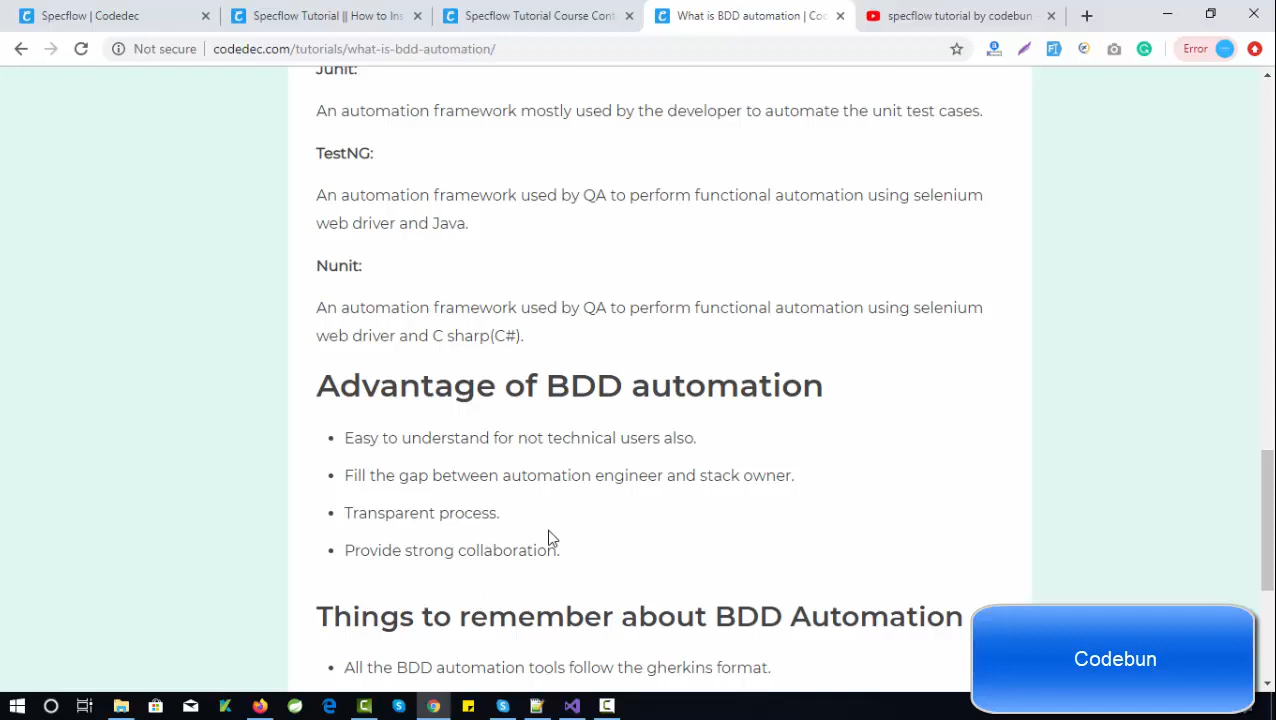 Specflow | Codedec
Specflow Tutorial || How to Ins
Specflow Tutorial Course Cont
What is BDD automation | Co
specflow tutorial by codebun -
Not secure
codedec.com/tutorials/what-is-bdd-automation/
Error
Junit:
An automation framework mostly used by the developer to automate the unit test cases.
TestNG:
An automation framework used by QA to perform functional automation using selenium
web driver and Java.
Nunit:
An automation framework used by QA to perform functional automation using selenium
web driver and C sharp(C#).
Advantage of BDD automation
• Easy to understand for not technical users also.
• Fill the gap between automation engineer and stack owner.
• Transparent process.
• Provide strong collaboration.
Things to remember about BDD Automation
• All the BDD automation tools follow the gherkins format.
Codebun